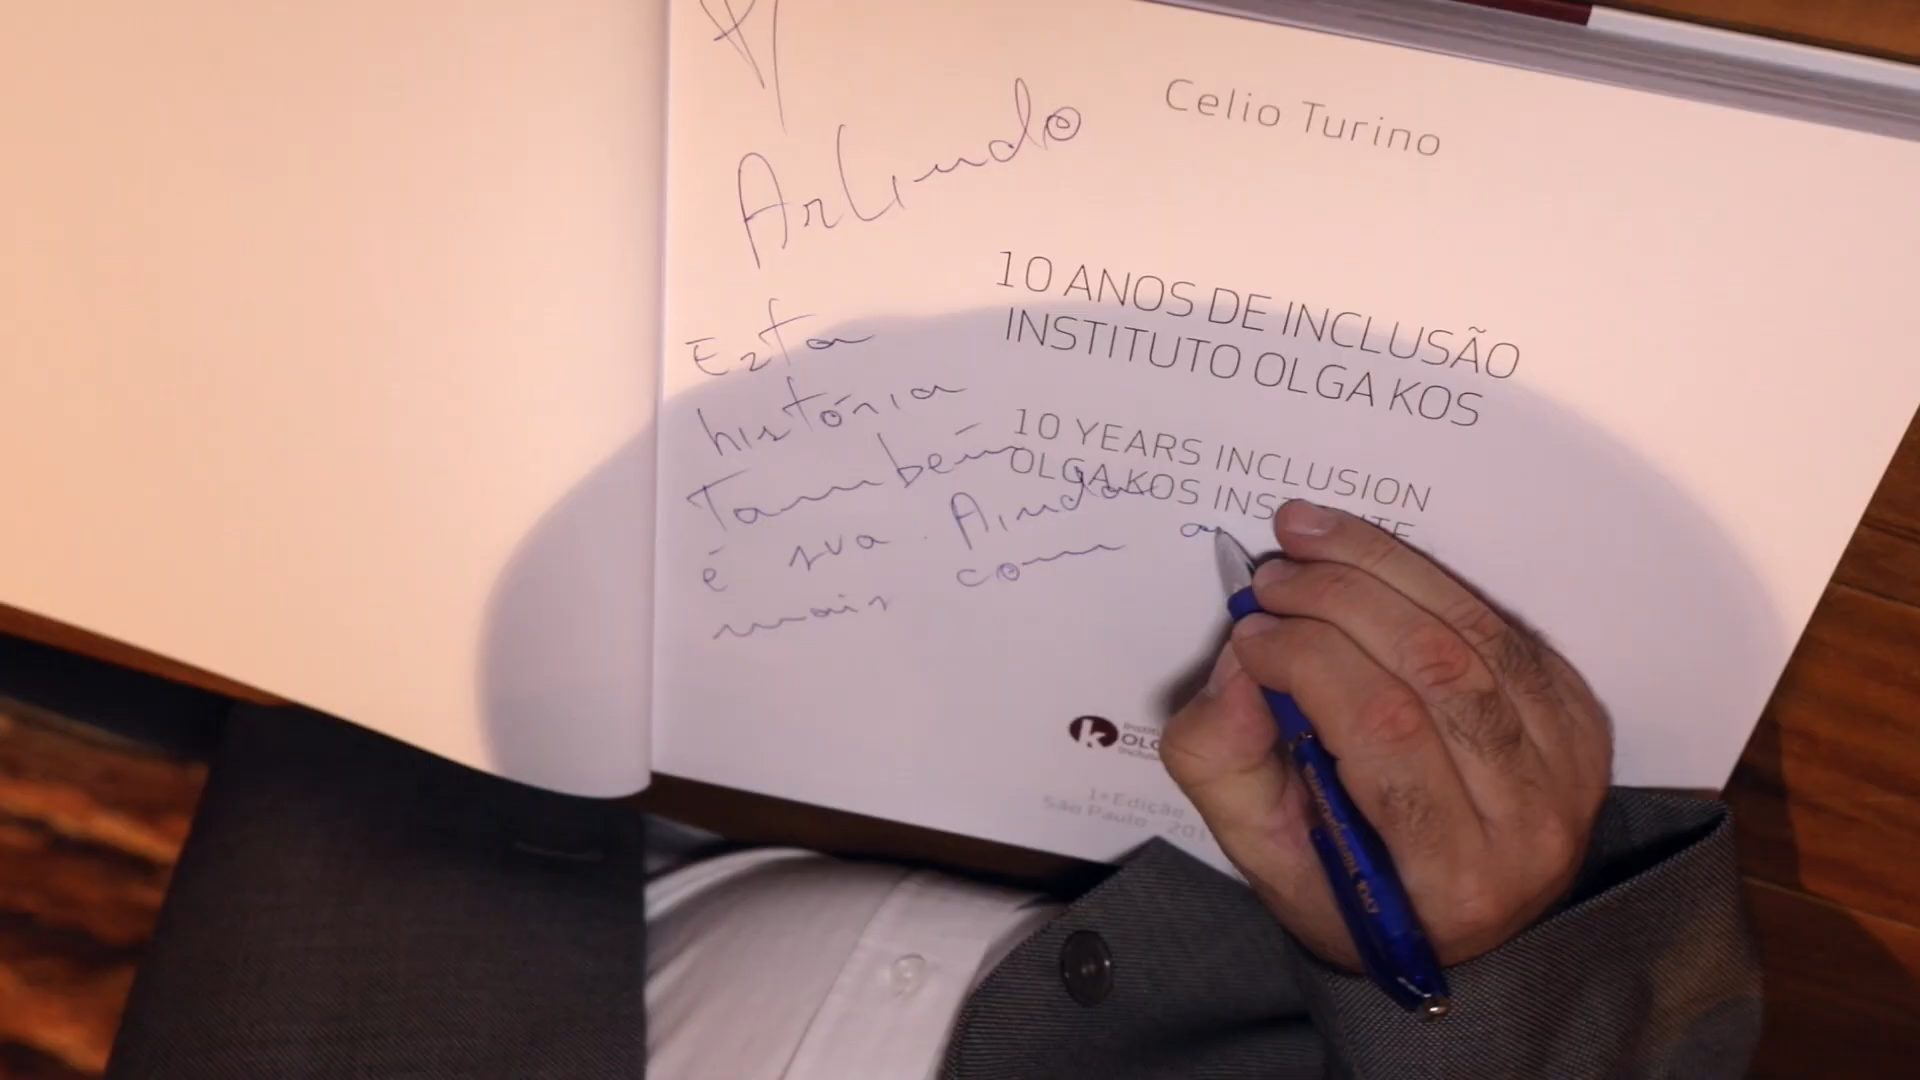 P/
Arlindo
Esta
história
Também
é sua. Ainda
mais com a
Celio Turino
10 ANOS DE INCLUSÃO
INSTITUTO OLGA KOS
10 YEARS INCLUSION
OLGA KOS
1ª Edição
São Paulo 201